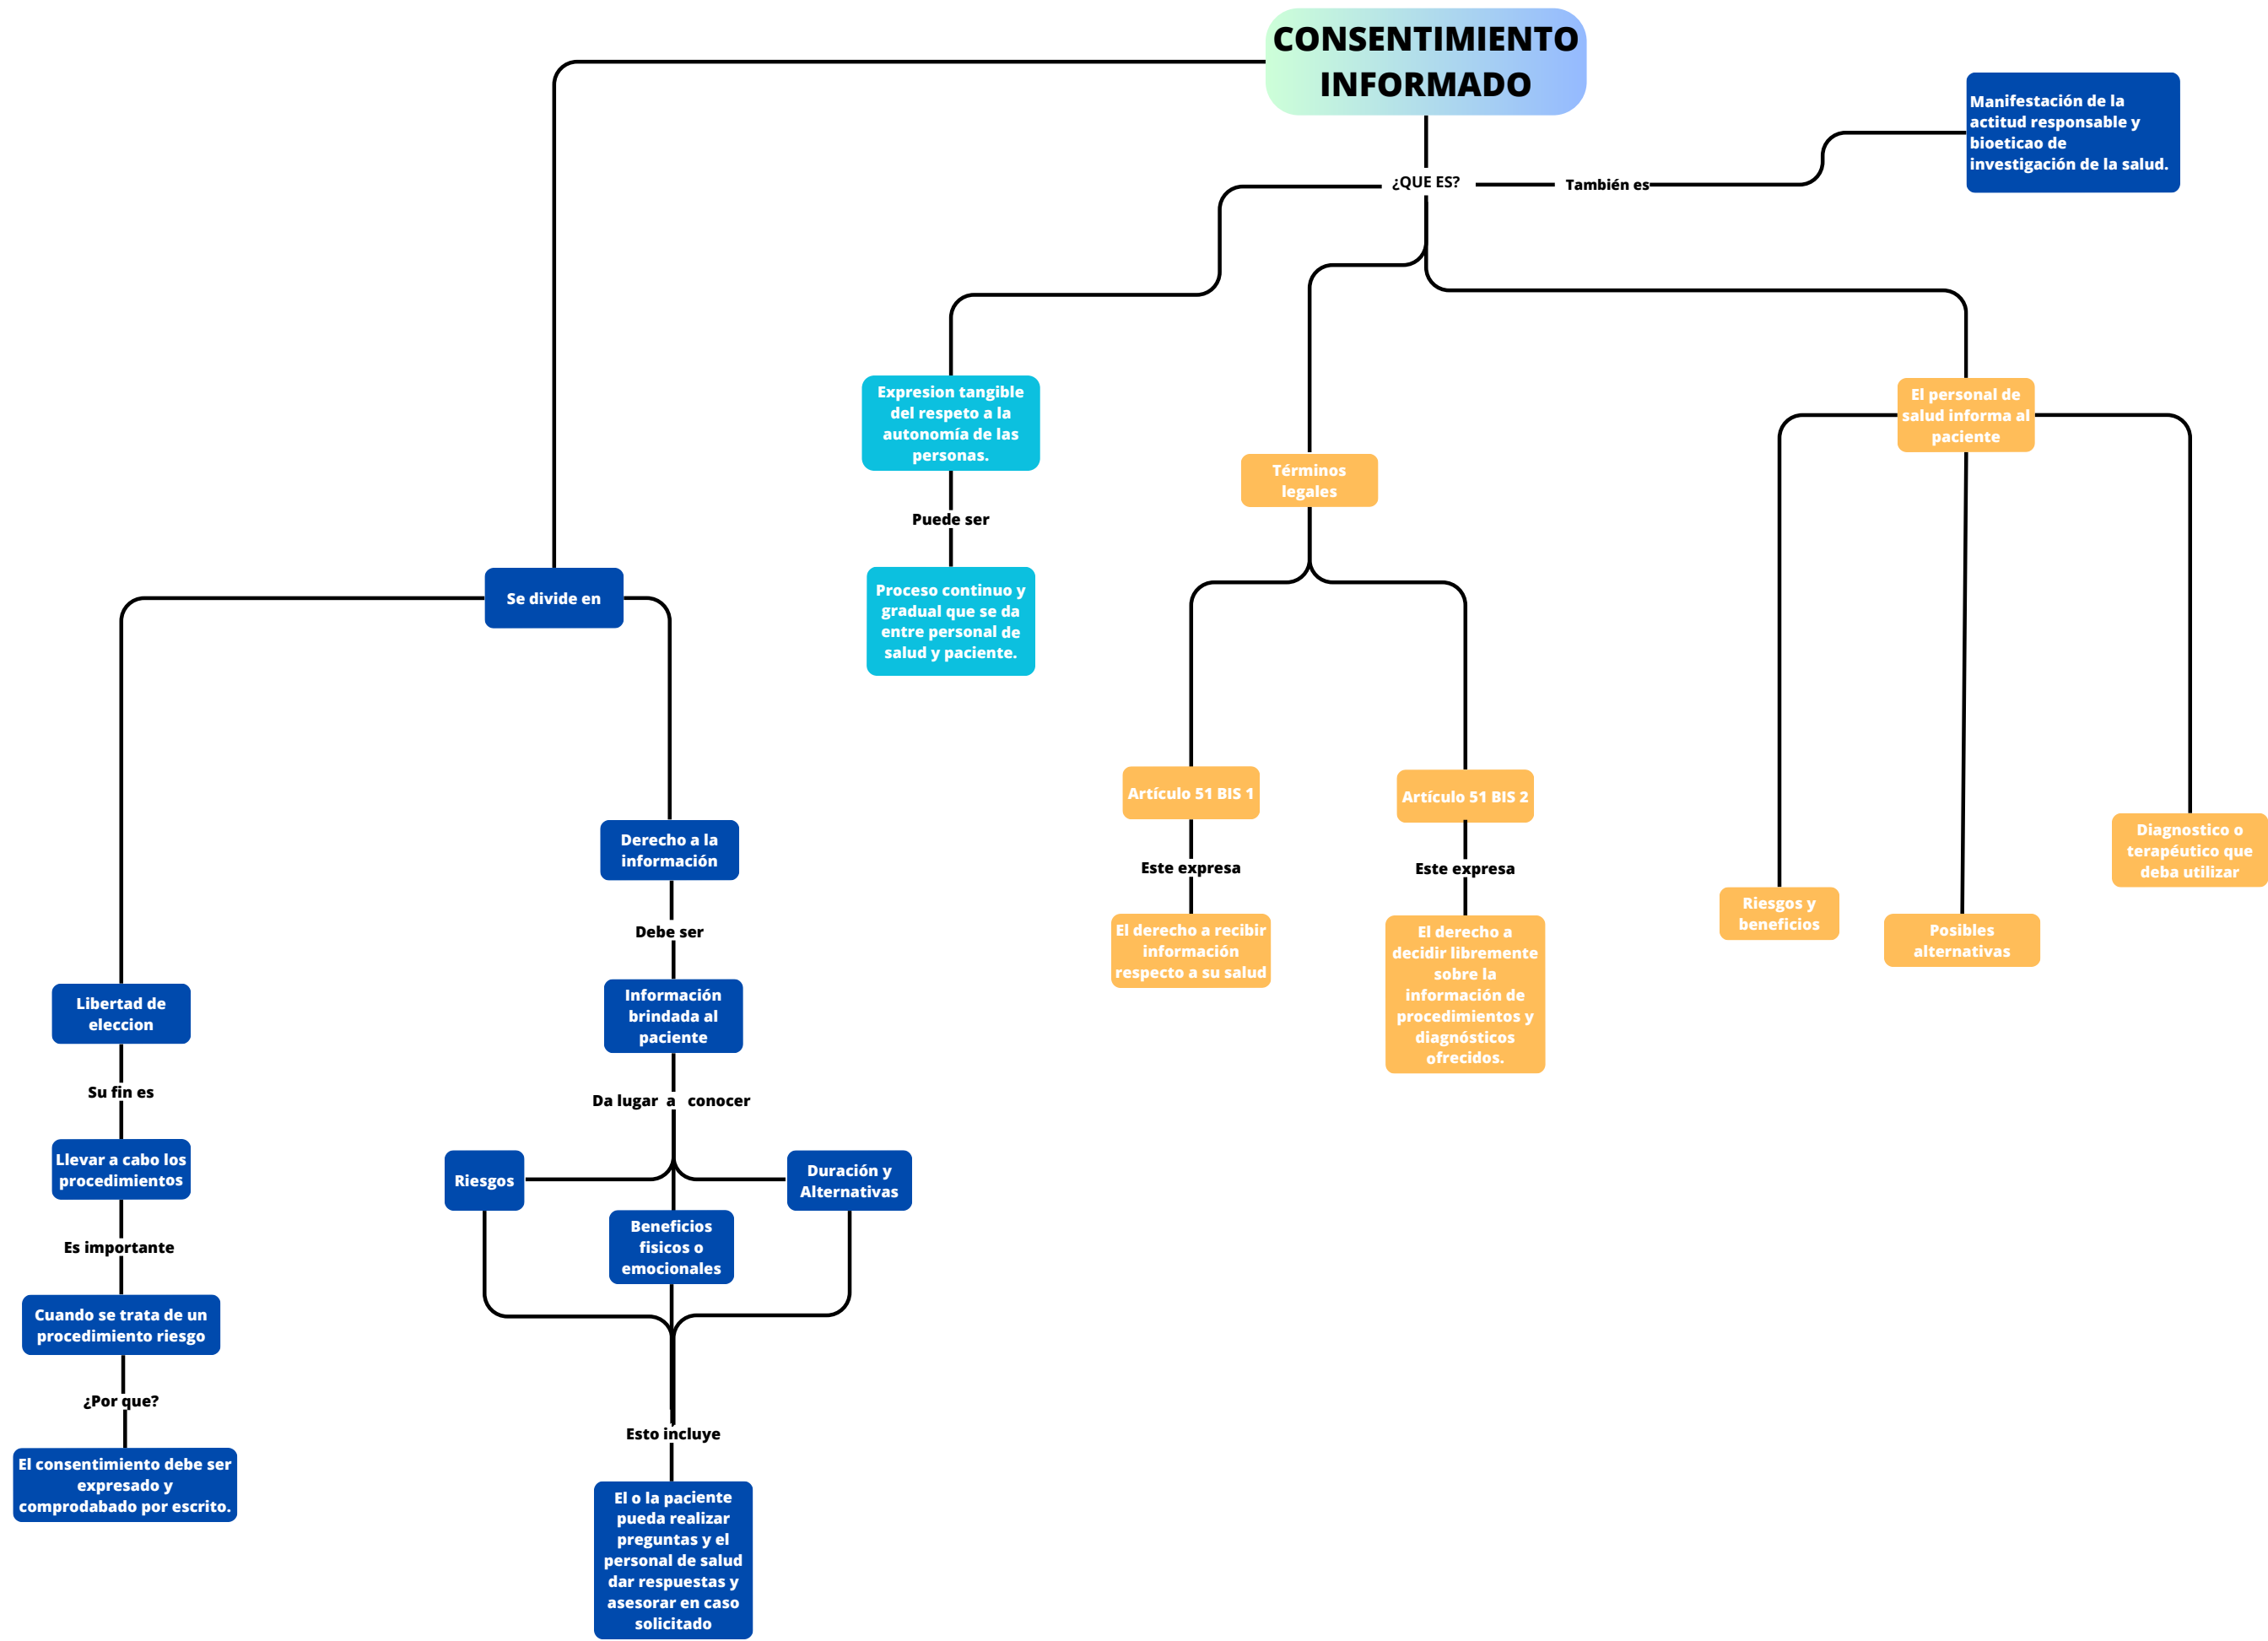 CONSENTIMIENTO
INFORMADO
Manifestación de la
actitud responsable y
bioeticao de
investigación de la salud.
¿QUE ES?
También es
Expresion tangible
del respeto a la
autonomía de las
personas.
Puede ser
Proceso continuo y
gradual que se da
entre personal de
salud y paciente.
Términos
legales
Artículo 51 BIS 1
Este expresa
El derecho a recibir
información
respecto a su salud
Artículo 51 BIS 2
Este expresa
El derecho a
decidir libremente
sobre la
información de
procedimientos y
diagnósticos
ofrecidos.
El personal de
salud informa al
paciente
Riesgos y
beneficios
Posibles
alternativas
Diagnostico o
terapéutico que
deba utilizar
Se divide en
Libertad de
eleccion
Su fin es
Llevar a cabo los
procedimientos
Es importante
Cuando se trata de un
procedimiento riesgo
¿Por que?
El consentimiento debe ser
expresado y
comprodabado por escrito.
Derecho a la
información
Debe ser
Información
brindada al
paciente
Da lugar a conocer
Riesgos
Beneficios
fisicos o
emocionales
Duración y
Alternativas
Esto incluye
El o la paciente
pueda realizar
preguntas y el
personal de salud
dar respuestas y
asesorar en caso
solicitado